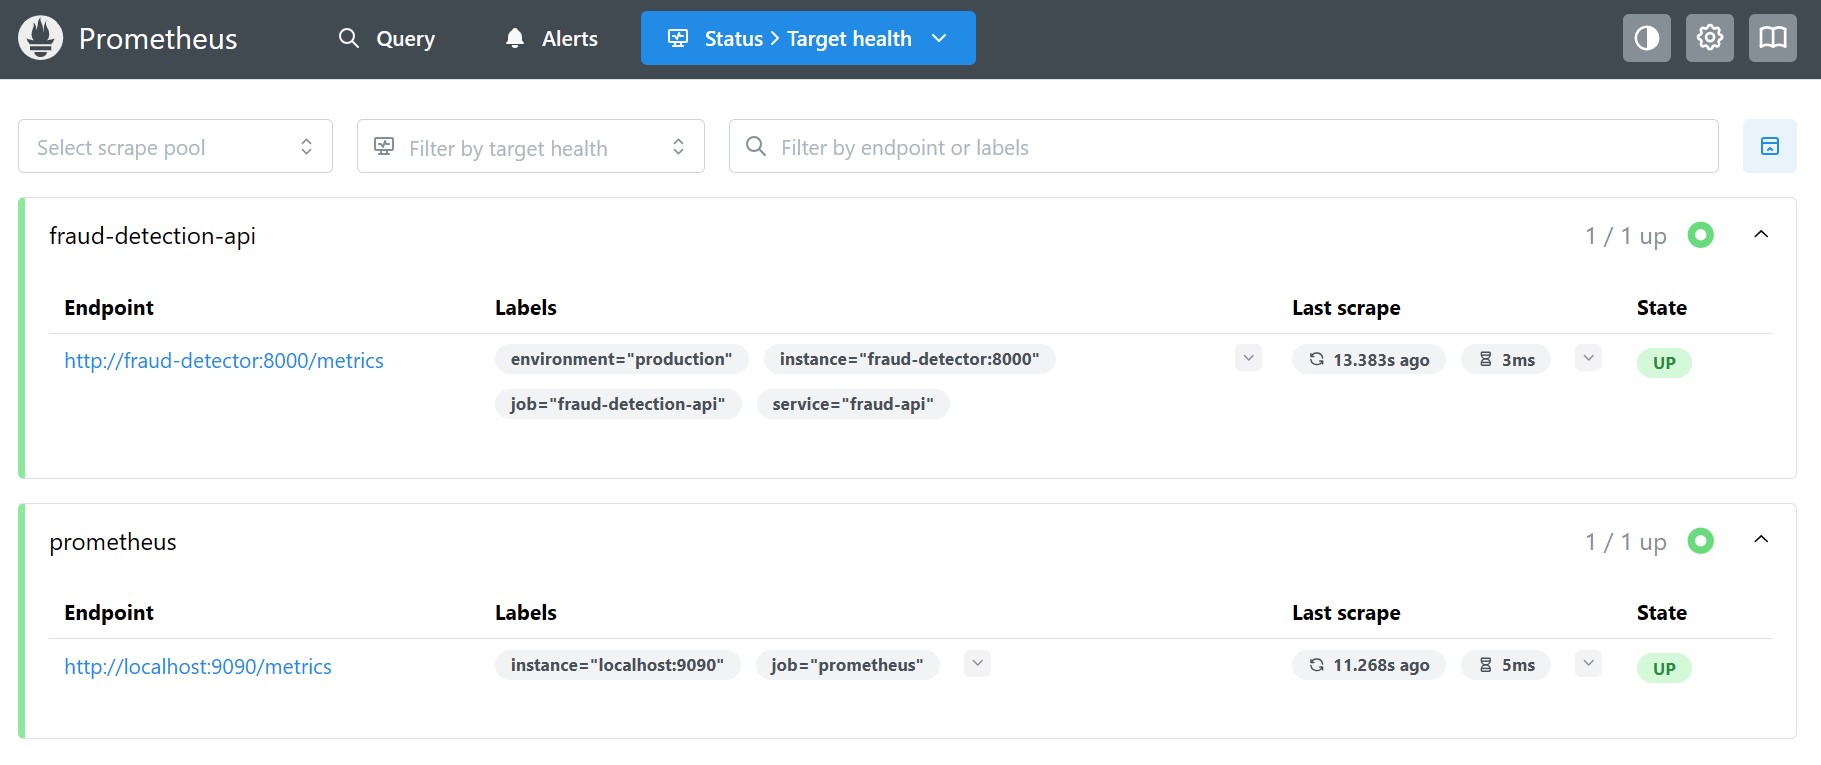 Prometheus Query Alerts Status > Target health
Select scrape pool Filter by target health Filter by endpoint or labels
fraud-detection-api 1 / 1 up
Endpoint Labels Last scrape State
http://fraud-detector:8000/metrics environment="production" instance="fraud-detector:8000" 13.383s ago 3ms UP
job="fraud-detection-api" service="fraud-api"
prometheus 1 / 1 up
Endpoint Labels Last scrape State
http://localhost:9090/metrics instance="localhost:9090" job="prometheus" 11.268s ago 5ms UP